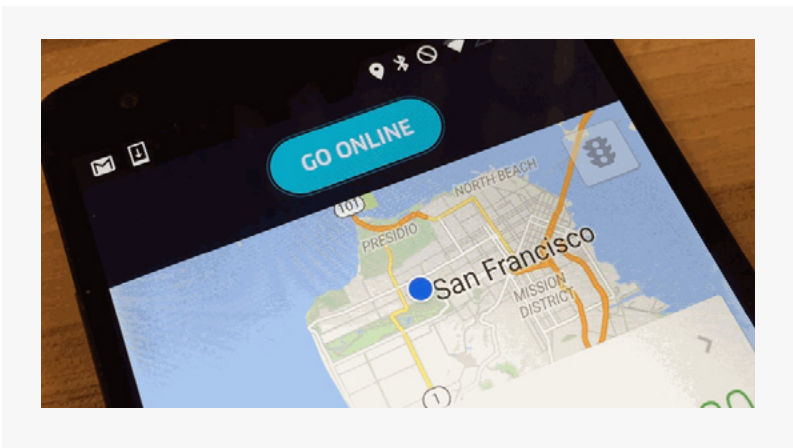 GO ONLINE
NORTH BEACH
101
PRESIDIO
San Francisco
MISSION
DISTRICT
1